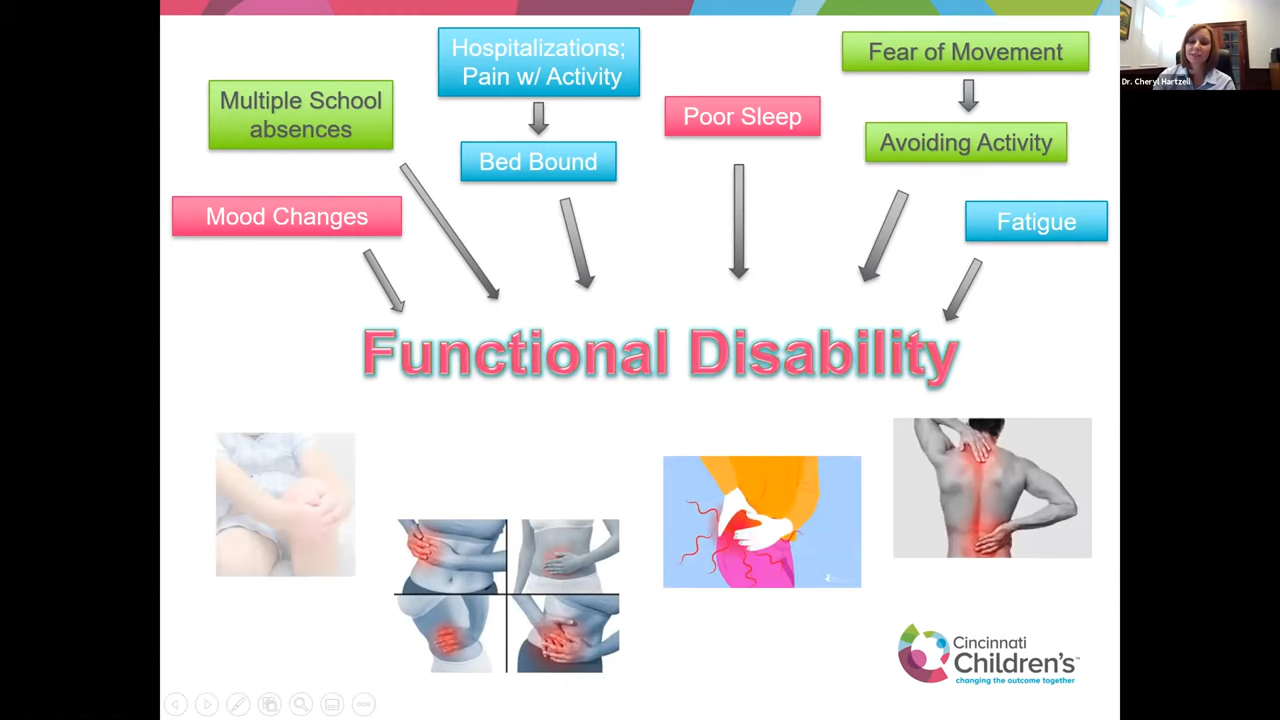 Hospitalizations;
Pain w/ Activity
Fear of Movement
Dr. Cheryl Hartzell
Multiple School
absences
Poor Sleep
Avoiding Activity
Bed Bound
Mood Changes
Fatigue
Functional Disability
Cincinnati
Children's™
changing the outcome together